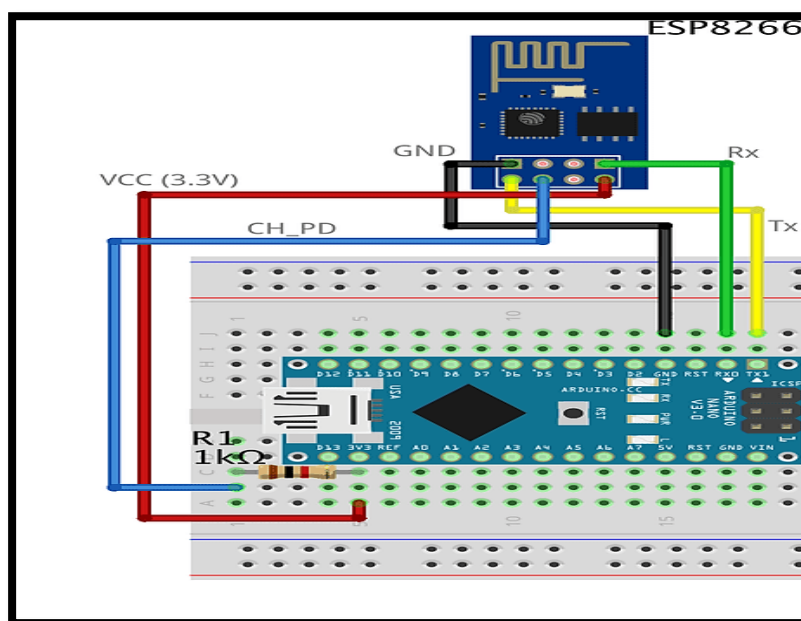 ESP8266
GND
Rx
VCC (3.3V)
CH_PD
Tx
1
5
10
J
I
H
G
F
D12 D11 D10 D9 D8 D7 D6 D5 D4 D3 D2 GND RST RX0 TX1
TX
RX
PWR
L
ARDUINO.CC
RST
ARDUINO
NANO
V3.0
ICSP
USA
2009
R1
1kΩ
D13 3V3 REF A0 A1 A2 A3 A4 A5 A6 A7 5V RST GND VIN
1
C
A
1
10
15